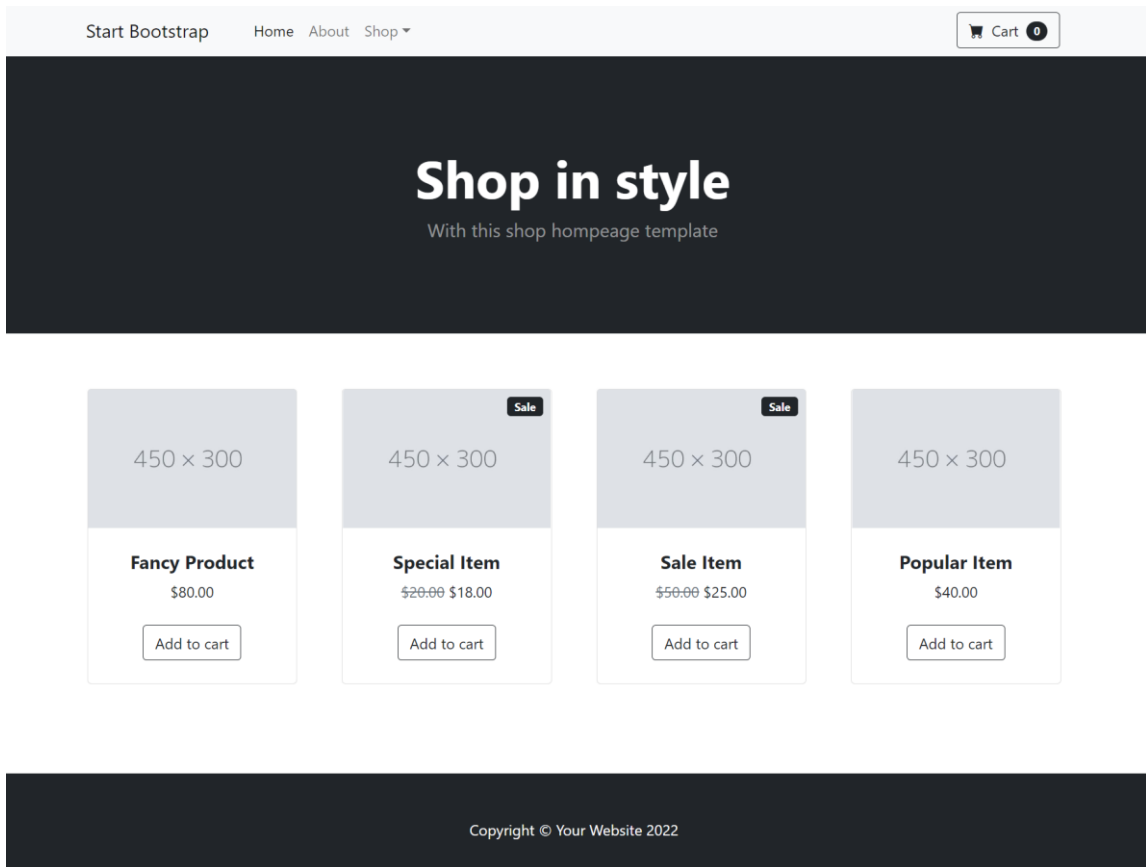 Start Bootstrap Home About Shop Cart 0
Shop in style
With this shop hompeage template
450 × 300 Sale 450 × 300 Sale 450 × 300 450 × 300
Fancy Product Special Item Sale Item Popular Item
$80.00 $20.00 $18.00 $50.00 $25.00 $40.00
Add to cart Add to cart Add to cart Add to cart
Copyright © Your Website 2022